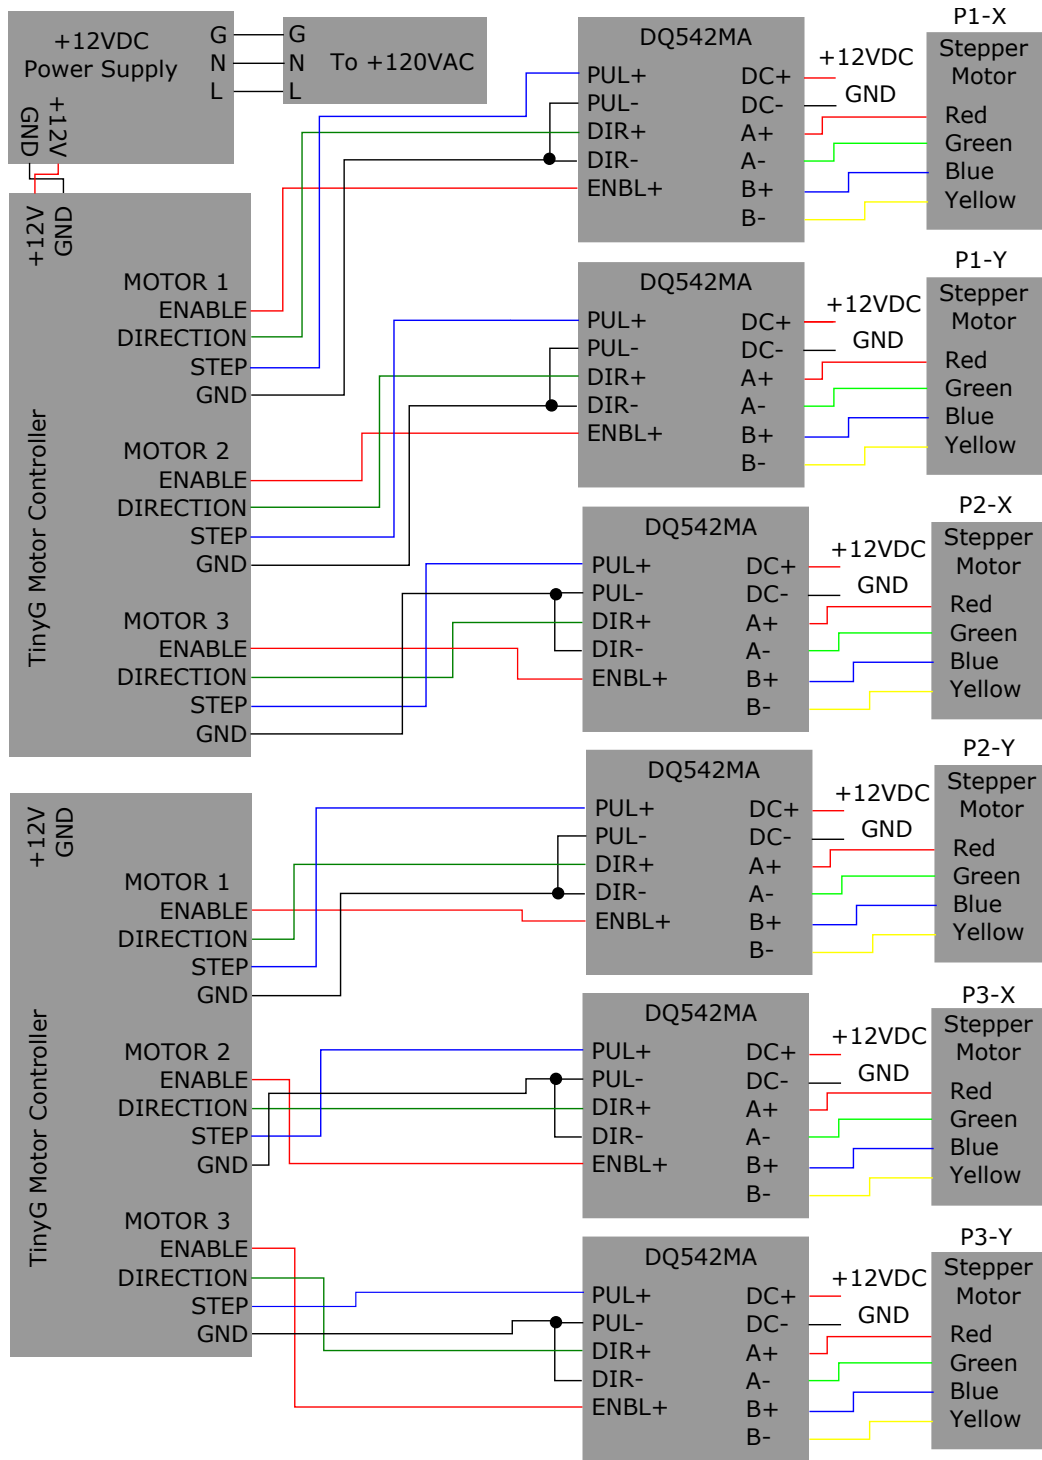 +12VDC
Power Supply
G
N
L
GND
+12V
G
N
L
To +120VAC
+12V
GND
TinyG Motor Controller
MOTOR 1
ENABLE
DIRECTION
STEP
GND
MOTOR 2
ENABLE
DIRECTION
STEP
GND
MOTOR 3
ENABLE
DIRECTION
STEP
GND
DQ542MA
PUL+
PUL-
DIR+
DIR-
ENBL+
DC+
DC-
A+
A-
B+
B-
+12VDC
GND
P1-X
Stepper
Motor
Red
Green
Blue
Yellow
DQ542MA
PUL+
PUL-
DIR+
DIR-
ENBL+
DC+
DC-
A+
A-
B+
B-
+12VDC
GND
P1-Y
Stepper
Motor
Red
Green
Blue
Yellow
DQ542MA
PUL+
PUL-
DIR+
DIR-
ENBL+
DC+
DC-
A+
A-
B+
B-
+12VDC
GND
P2-X
Stepper
Motor
Red
Green
Blue
Yellow
+12V
GND
TinyG Motor Controller
MOTOR 1
ENABLE
DIRECTION
STEP
GND
MOTOR 2
ENABLE
DIRECTION
STEP
GND
MOTOR 3
ENABLE
DIRECTION
STEP
GND
DQ542MA
PUL+
PUL-
DIR+
DIR-
ENBL+
DC+
DC-
A+
A-
B+
B-
+12VDC
GND
P2-Y
Stepper
Motor
Red
Green
Blue
Yellow
DQ542MA
PUL+
PUL-
DIR+
DIR-
ENBL+
DC+
DC-
A+
A-
B+
B-
+12VDC
GND
P3-X
Stepper
Motor
Red
Green
Blue
Yellow
DQ542MA
PUL+
PUL-
DIR+
DIR-
ENBL+
DC+
DC-
A+
A-
B+
B-
+12VDC
GND
P3-Y
Stepper
Motor
Red
Green
Blue
Yellow